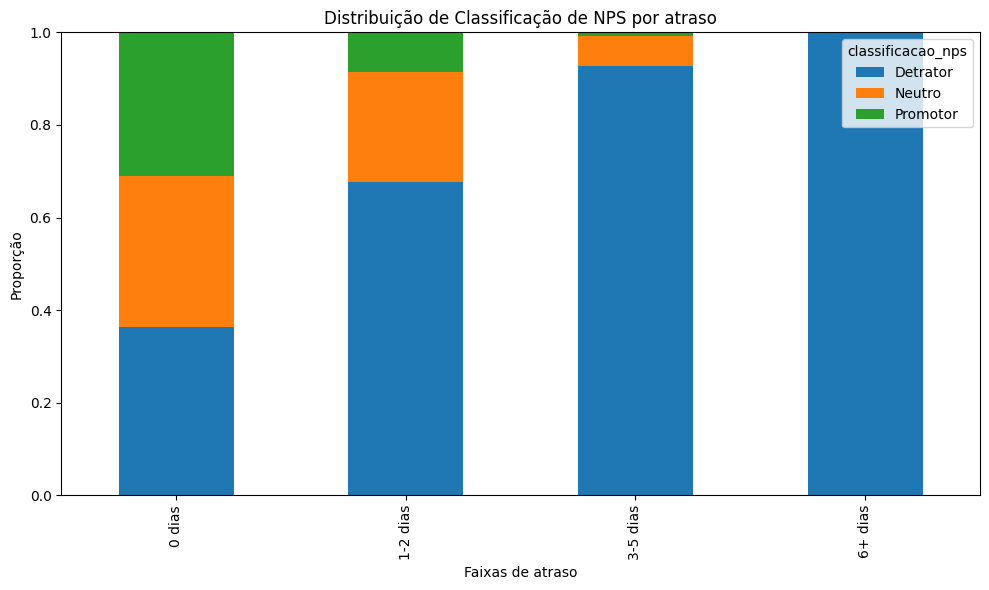 Distribuição de Classificação de NPS por atraso
classificacao_nps
Detrator
Neutro
Promotor
Proporção
1.0
0.8
0.6
0.4
0.2
0.0
0 dias
1-2 dias
3-5 dias
6+ dias
Faixas de atraso